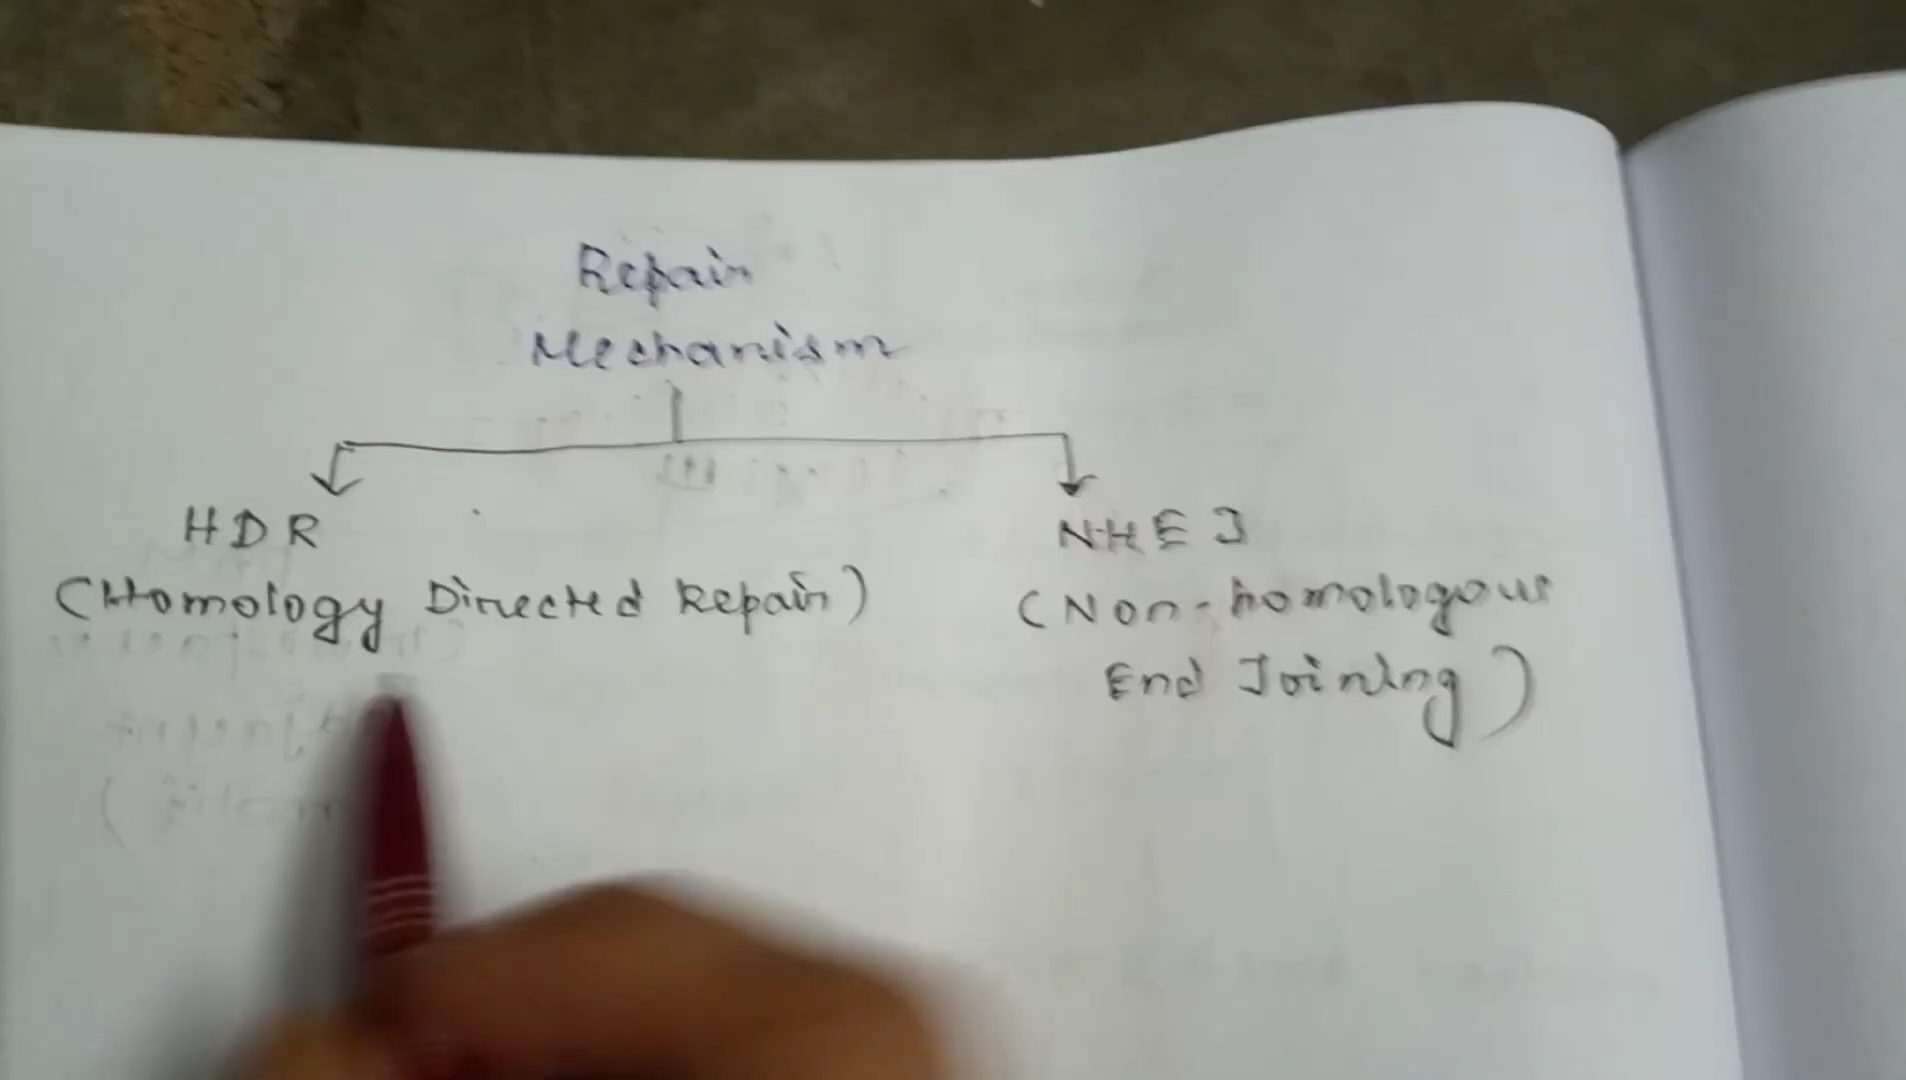 Repair
Mechanism
HDR
(Homology Directed Repair)
NHEJ
(Non-homologous
End Joining)